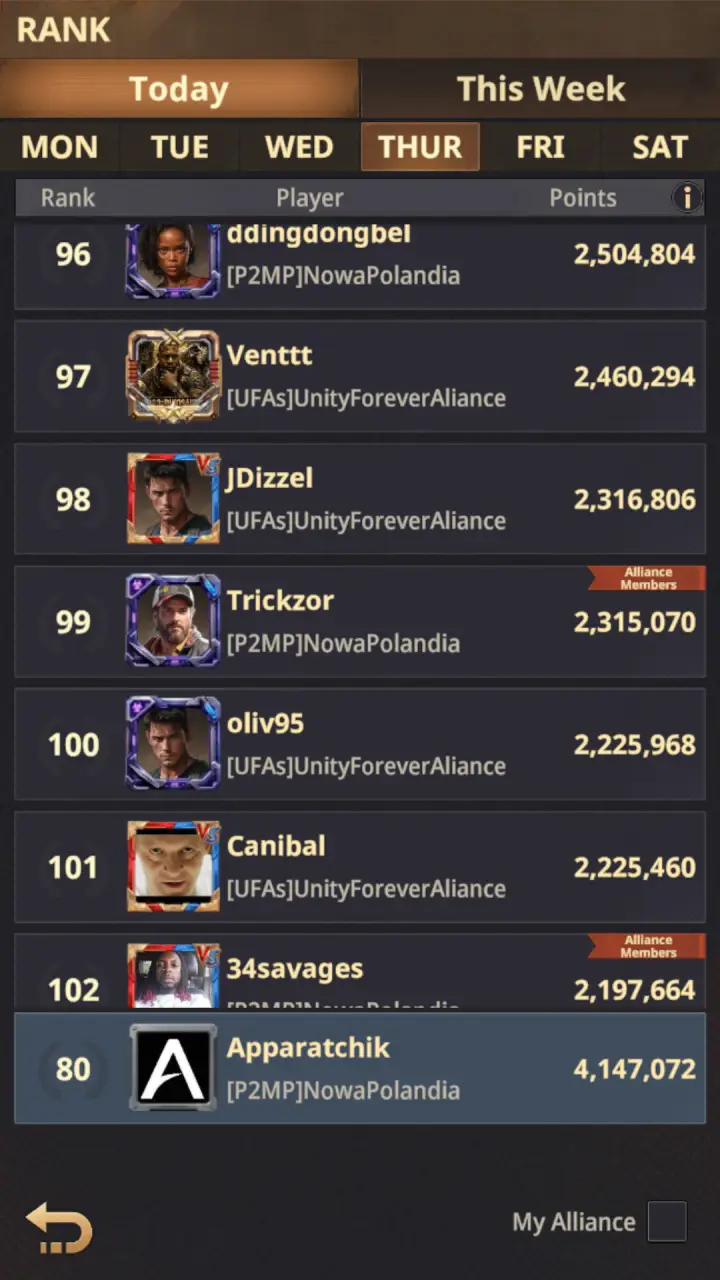 RANK
Today
This Week
MON TUE WED THUR FRI SAT
Rank Player Points i
96 ddingdongbel 2,504,804
[P2MP]NowaPolandia
97 Venttt 2,460,294
[UFAs]UnityForeverAliance
98 JDizzel 2,316,806
[UFAs]UnityForeverAliance
Alliance
Members
99 Trickzor 2,315,070
[P2MP]NowaPolandia
100 oliv95 2,225,968
[UFAs]UnityForeverAliance
101 Canibal 2,225,460
[UFAs]UnityForeverAliance
Alliance
Members
102 34savages 2,197,664
[P2MP]NowaPolandia
80 Apparatchik 4,147,072
[P2MP]NowaPolandia
My Alliance